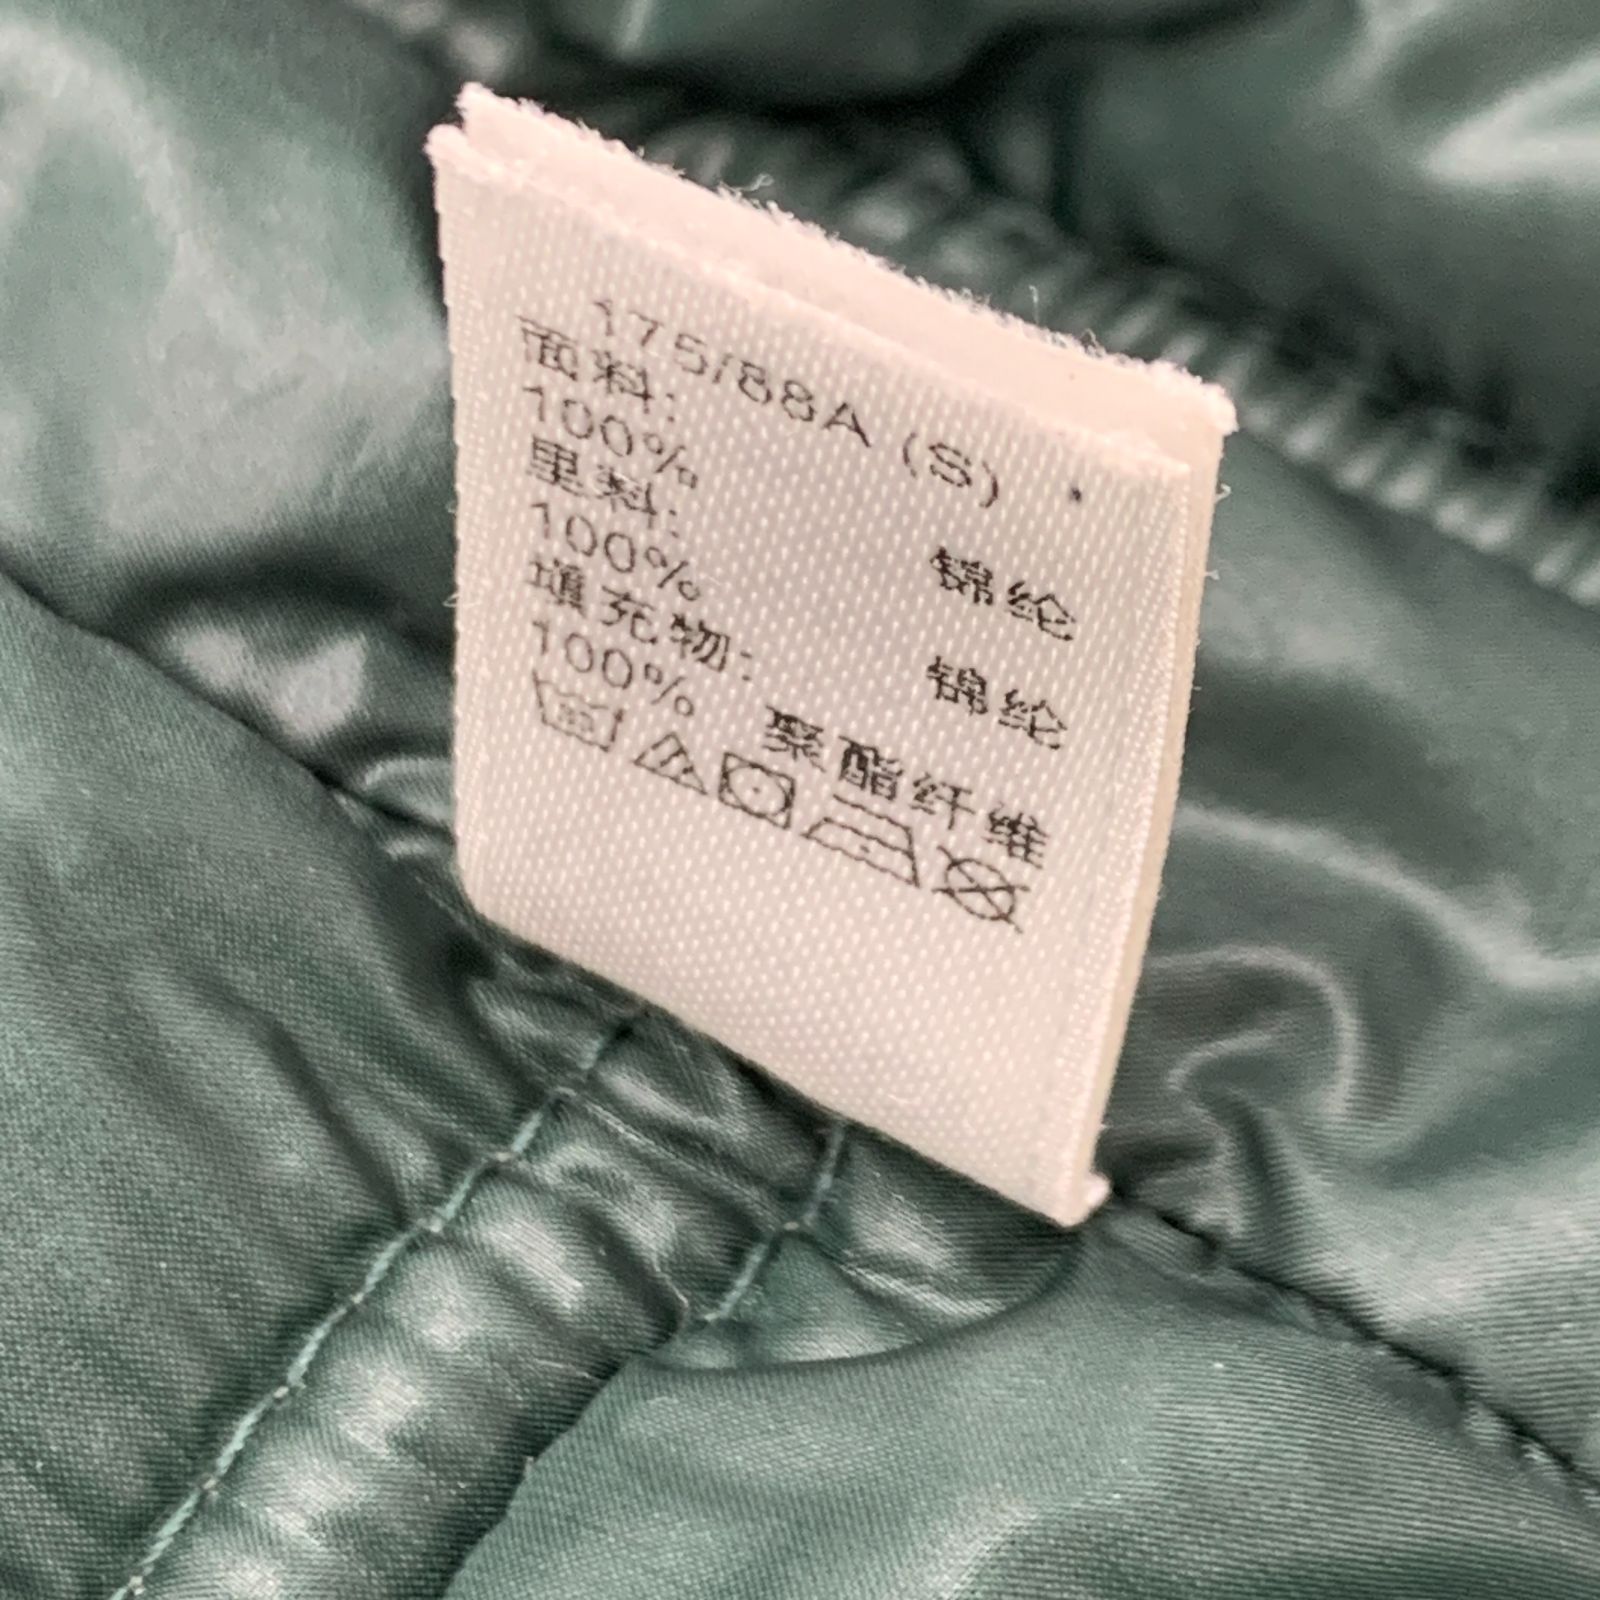 175/88A (S)
面料:
100% 锦纶
里料:
100% 锦纶
填充物:
100% 聚酯纤维